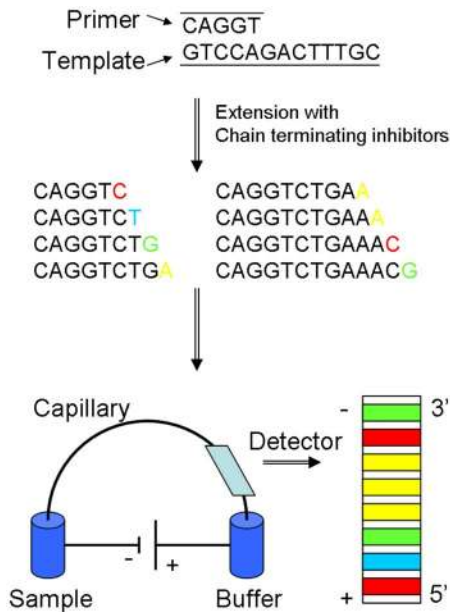 Primer
CAGGT
GTCCAGACTTTGC
Template
Extension with
Chain terminating inhibitors
CAGGTC
CAGGTCT
CAGGTCTG
CAGGTCTGA
CAGGTCTGAA
CAGGTCTGAAA
CAGGTCTGAAAC
CAGGTCTGAAACG
Capillary
Detector
- 3'
- +
+ 5'
Sample
Buffer